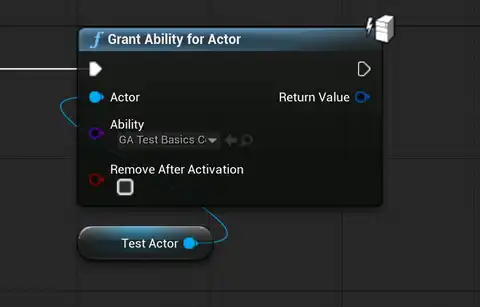 f Grant Ability for Actor
Actor
Return Value
Ability
GA Test Basics C
Remove After Activation
Test Actor